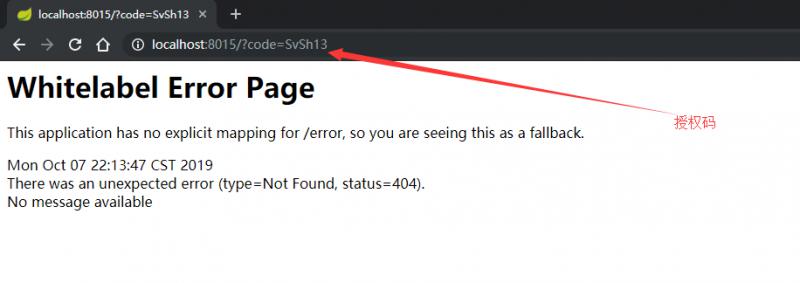 localhost:8015/?code=SvSh13
localhost:8015/?code=SvSh13
Whitelabel Error Page
This application has no explicit mapping for /error, so you are seeing this as a fallback.
授权码
Mon Oct 07 22:13:47 CST 2019
There was an unexpected error (type=Not Found, status=404).
No message available